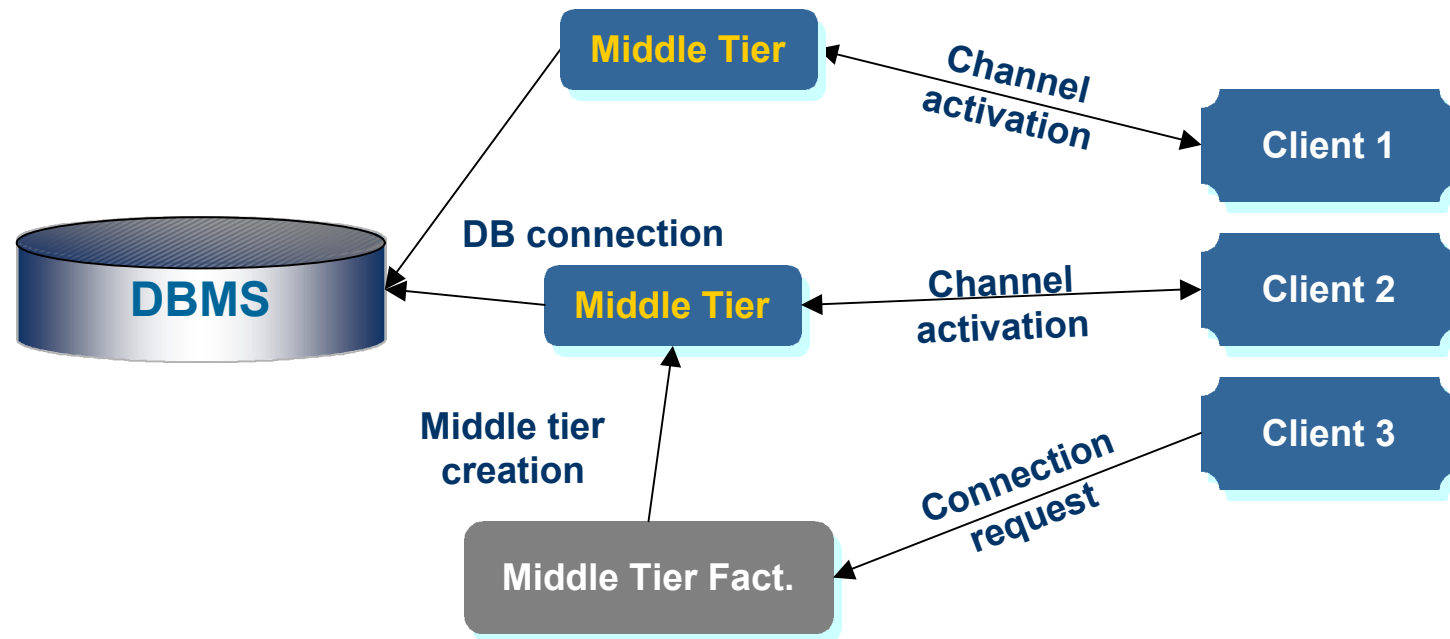 Middle Tier
Channel
activation
Client 1
DB connection
DBMS
Middle Tier
Channel
activation
Client 2
Middle tier
creation
Connection
request
Client 3
Middle Tier Fact.